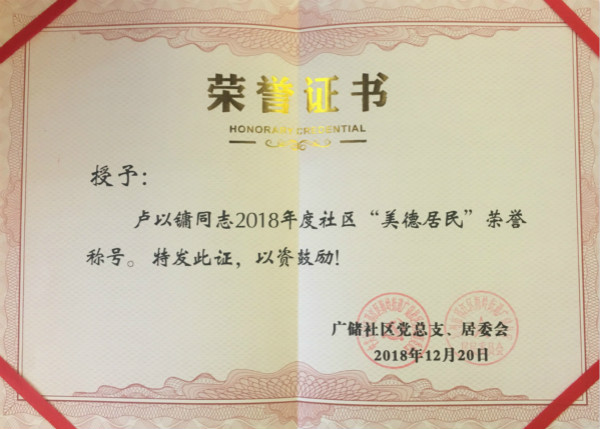 荣誉证书
HONORARY CREDENTIAL
授予：
卢以镛同志2018年度社区“美德居民”荣誉
称号。特发此证，以资鼓励！
广储社区党总支、居委会
2018年12月20日